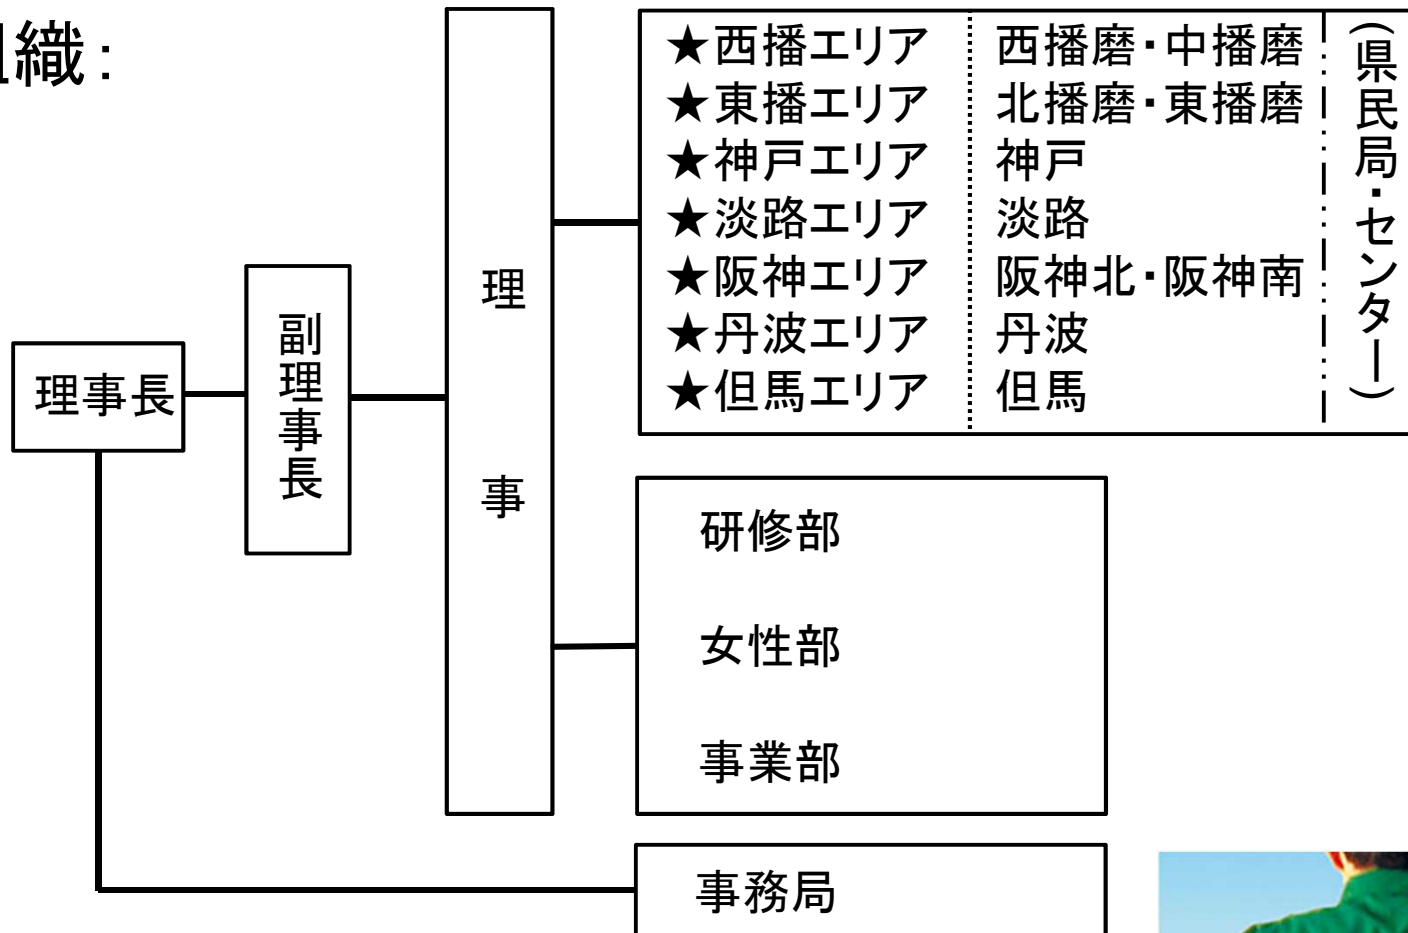 織:
★西播エリア 西播磨・中播磨
★東播エリア 北播磨・東播磨
★神戸エリア 神戸
★淡路エリア 淡路
★阪神エリア 阪神北・阪神南
★丹波エリア 丹波
★但馬エリア 但馬
(県民局・センター)
理事
副理事長
理事長
研修部
女性部
事業部
事務局